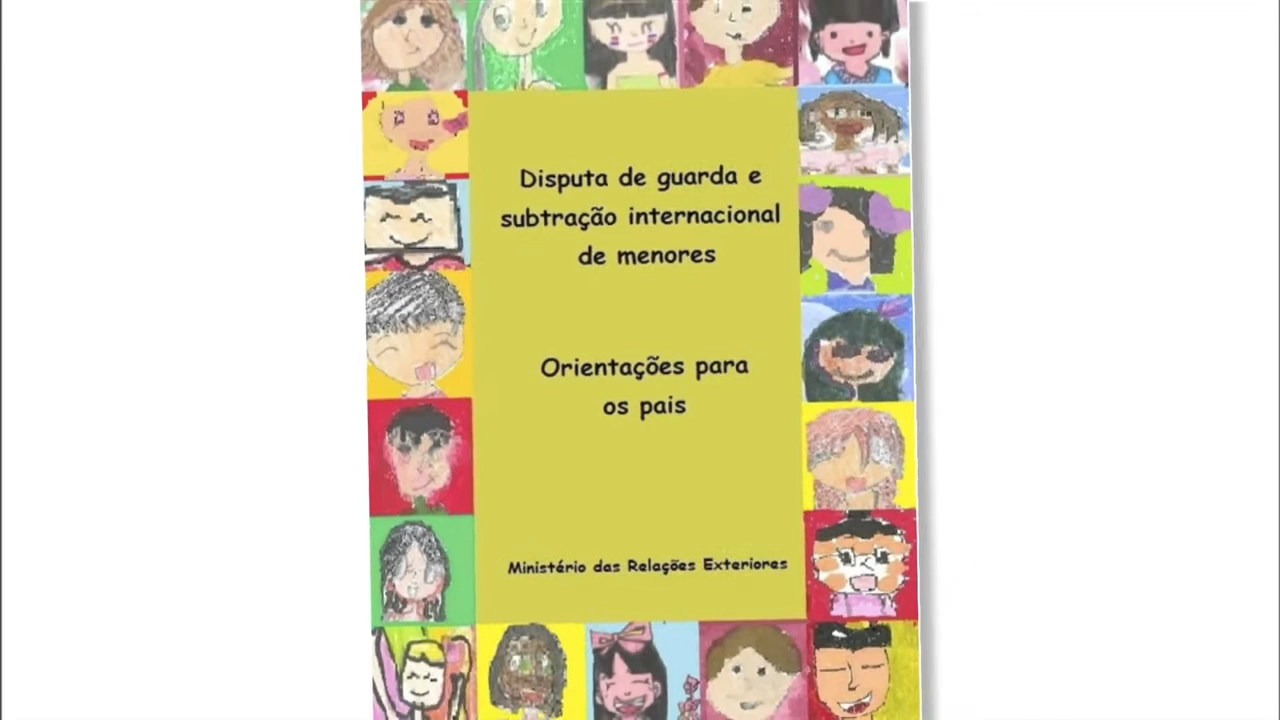 Disputa de guarda e
subtração internacional
de menores
Orientações para
os pais
Ministério das Relações Exteriores